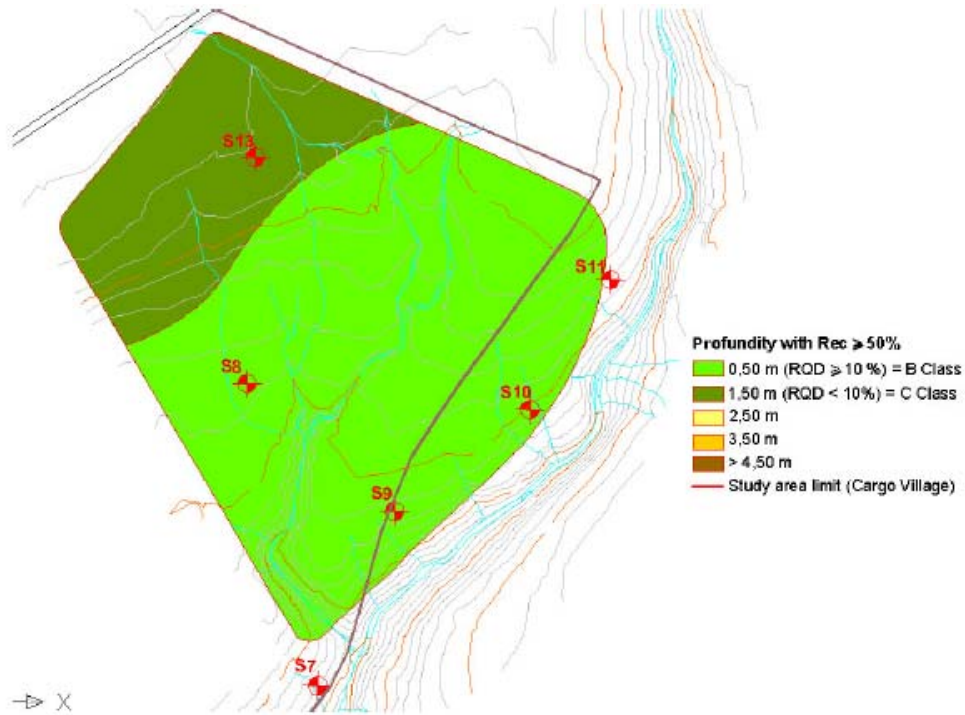 S13
S11
S8
S10
S9
S7
X
Profundity with Rec ⩾ 50%
0,50 m (RQD ⩾ 10 %) = B Class
1,50 m (RQD < 10%) = C Class
2,50 m
3,50 m
> 4,50 m
Study area limit (Cargo Village)